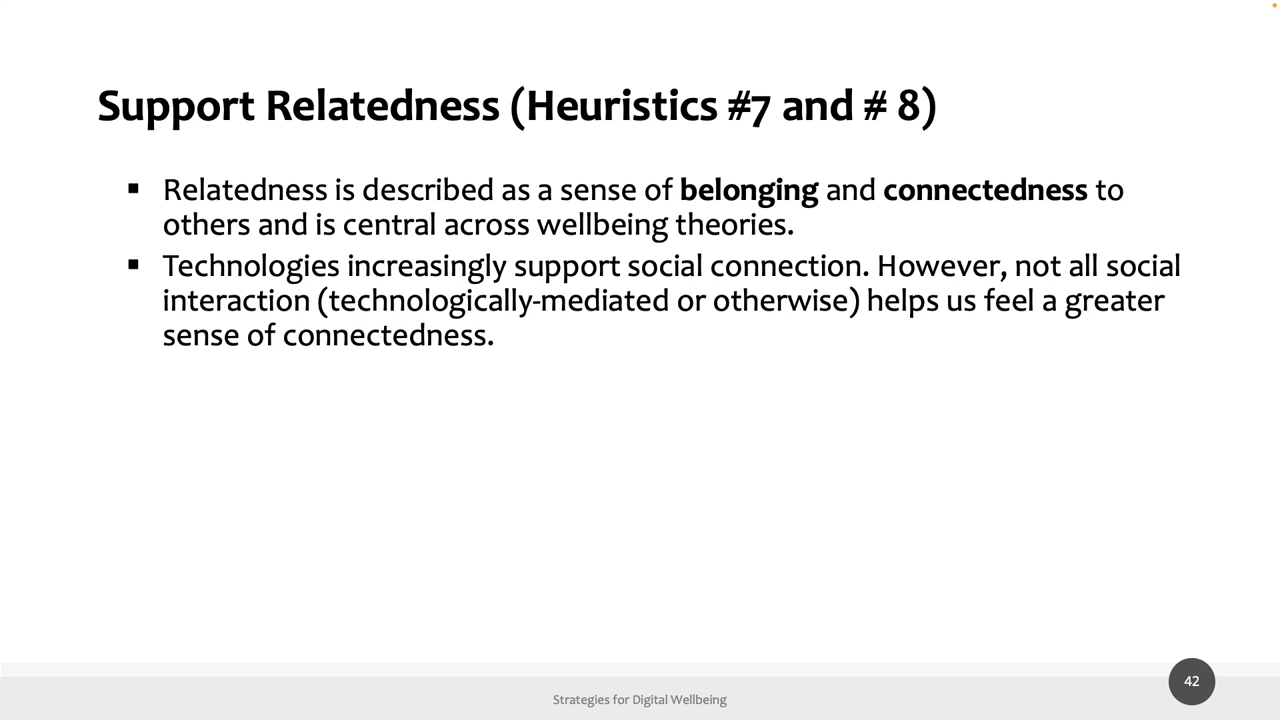 Support Relatedness (Heuristics #7 and # 8)
▪ Relatedness is described as a sense of belonging and connectedness to
others and is central across wellbeing theories.
▪ Technologies increasingly support social connection. However, not all social
interaction (technologically-mediated or otherwise) helps us feel a greater
sense of connectedness.
42
Strategies for Digital Wellbeing